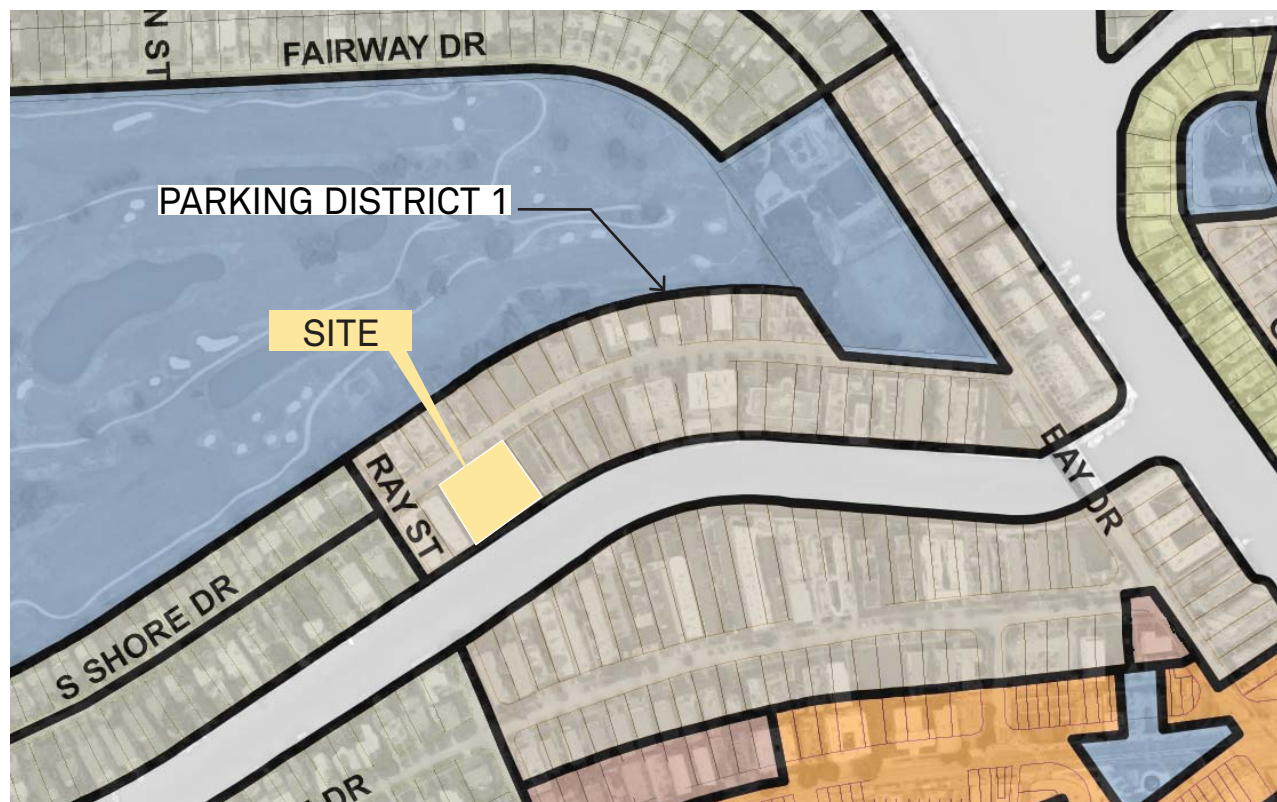 N ST
FAIRWAY DR
PARKING DISTRICT 1
SITE
RAY ST
BAY DR
S SHORE DR
DR